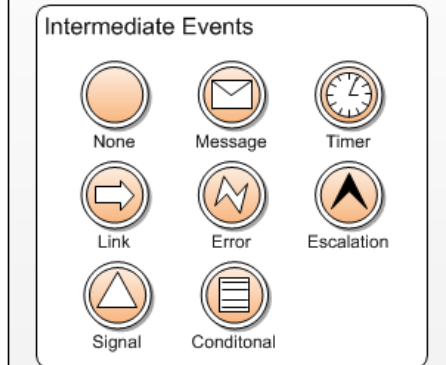 Intermediate Events
None Message Timer
Link Error Escalation
Signal Conditonal